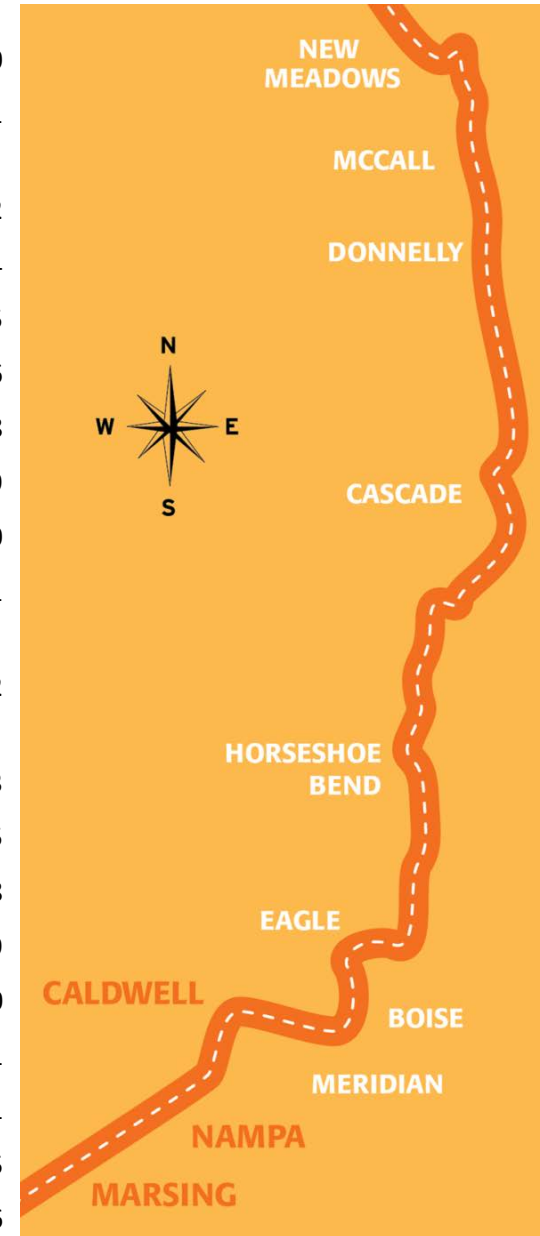 NEW
MEADOWS
MCCALL
DONNELLY
N
W
E
S
CASCADE
HORSESHOE
BEND
EAGLE
CALDWELL
BOISE
MERIDIAN
NAMPA
MARSING